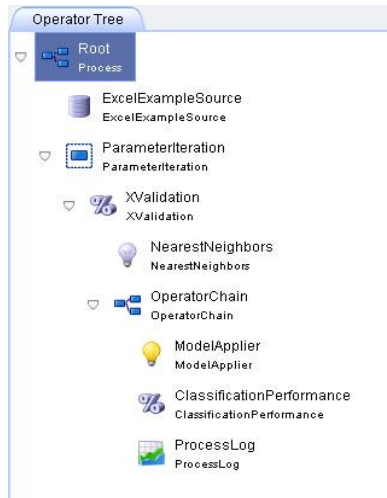 Operator Tree
Root
Process
ExcelExampleSource
ExcelExampleSource
ParameterIteration
ParameterIteration
XValidation
XValidation
NearestNeighbors
NearestNeighbors
OperatorChain
OperatorChain
ModelApplier
ModelApplier
ClassificationPerformance
ClassificationPerformance
ProcessLog
ProcessLog